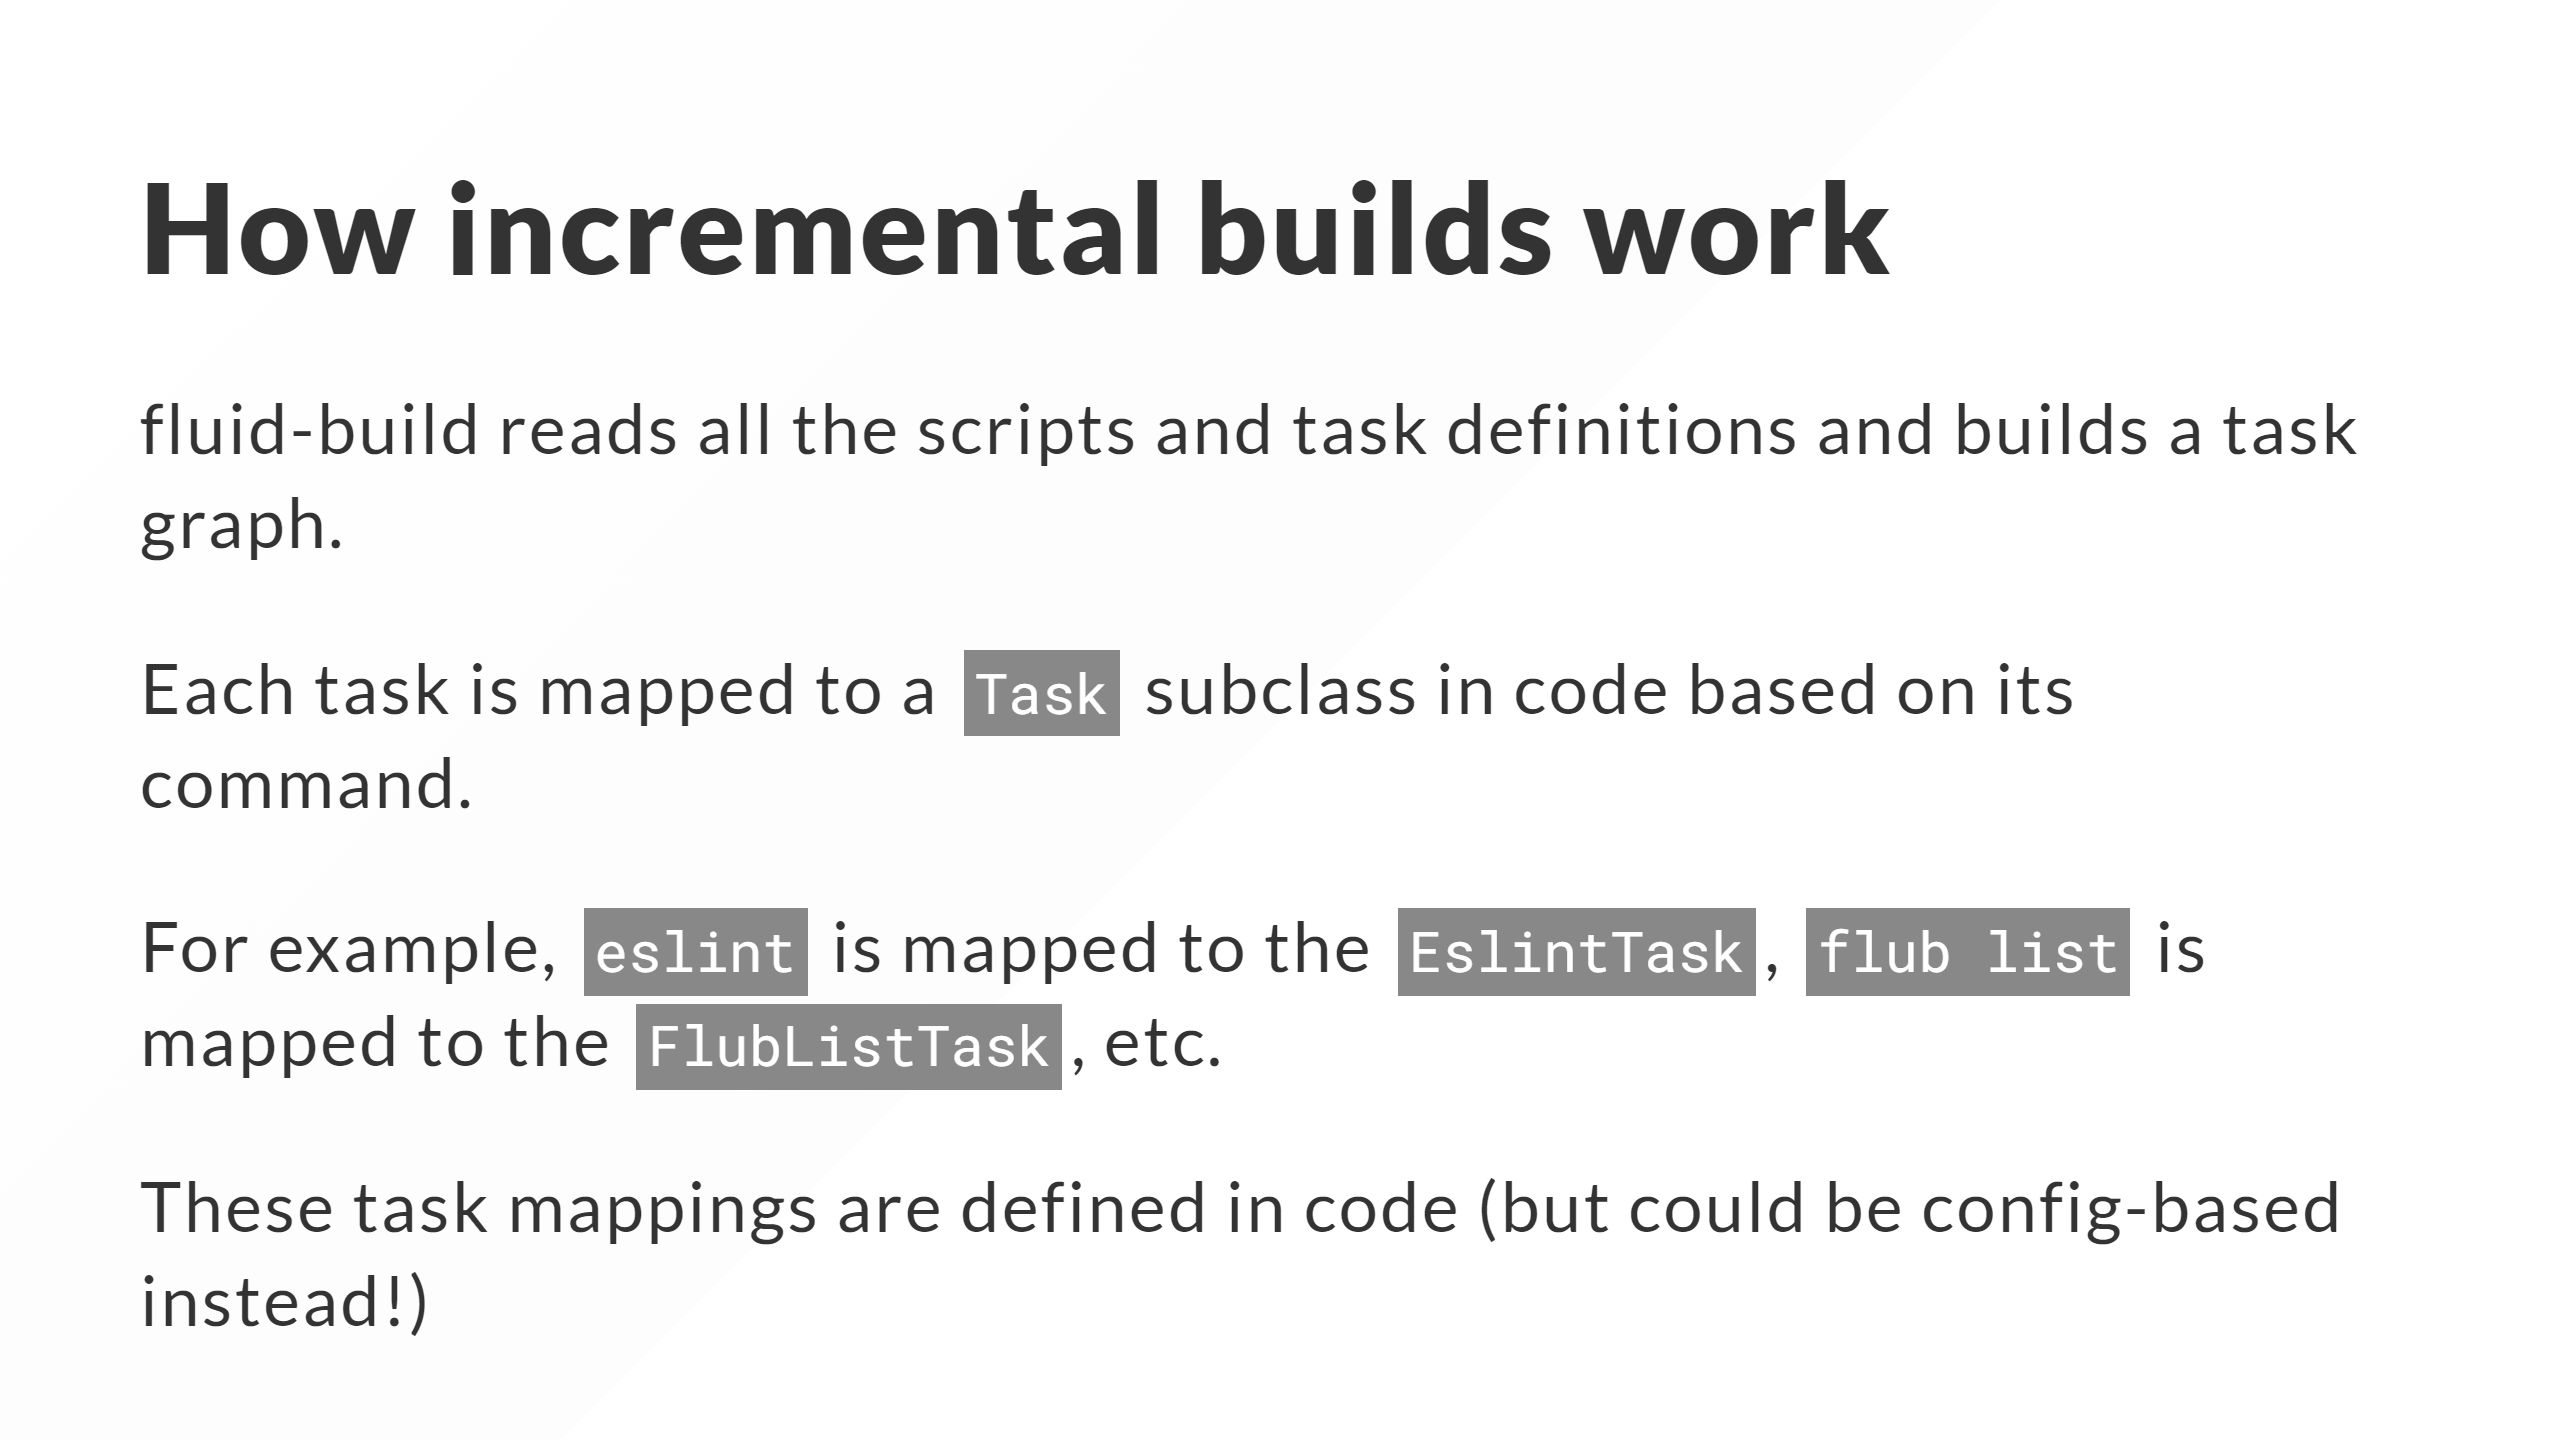 How incremental builds work
fluid-build reads all the scripts and task definitions and builds a task
graph.
Each task is mapped to a Task subclass in code based on its
command.
For example, eslint is mapped to the EslintTask, flub list is
mapped to the FlubListTask, etc.
These task mappings are defined in code (but could be config-based
instead!)